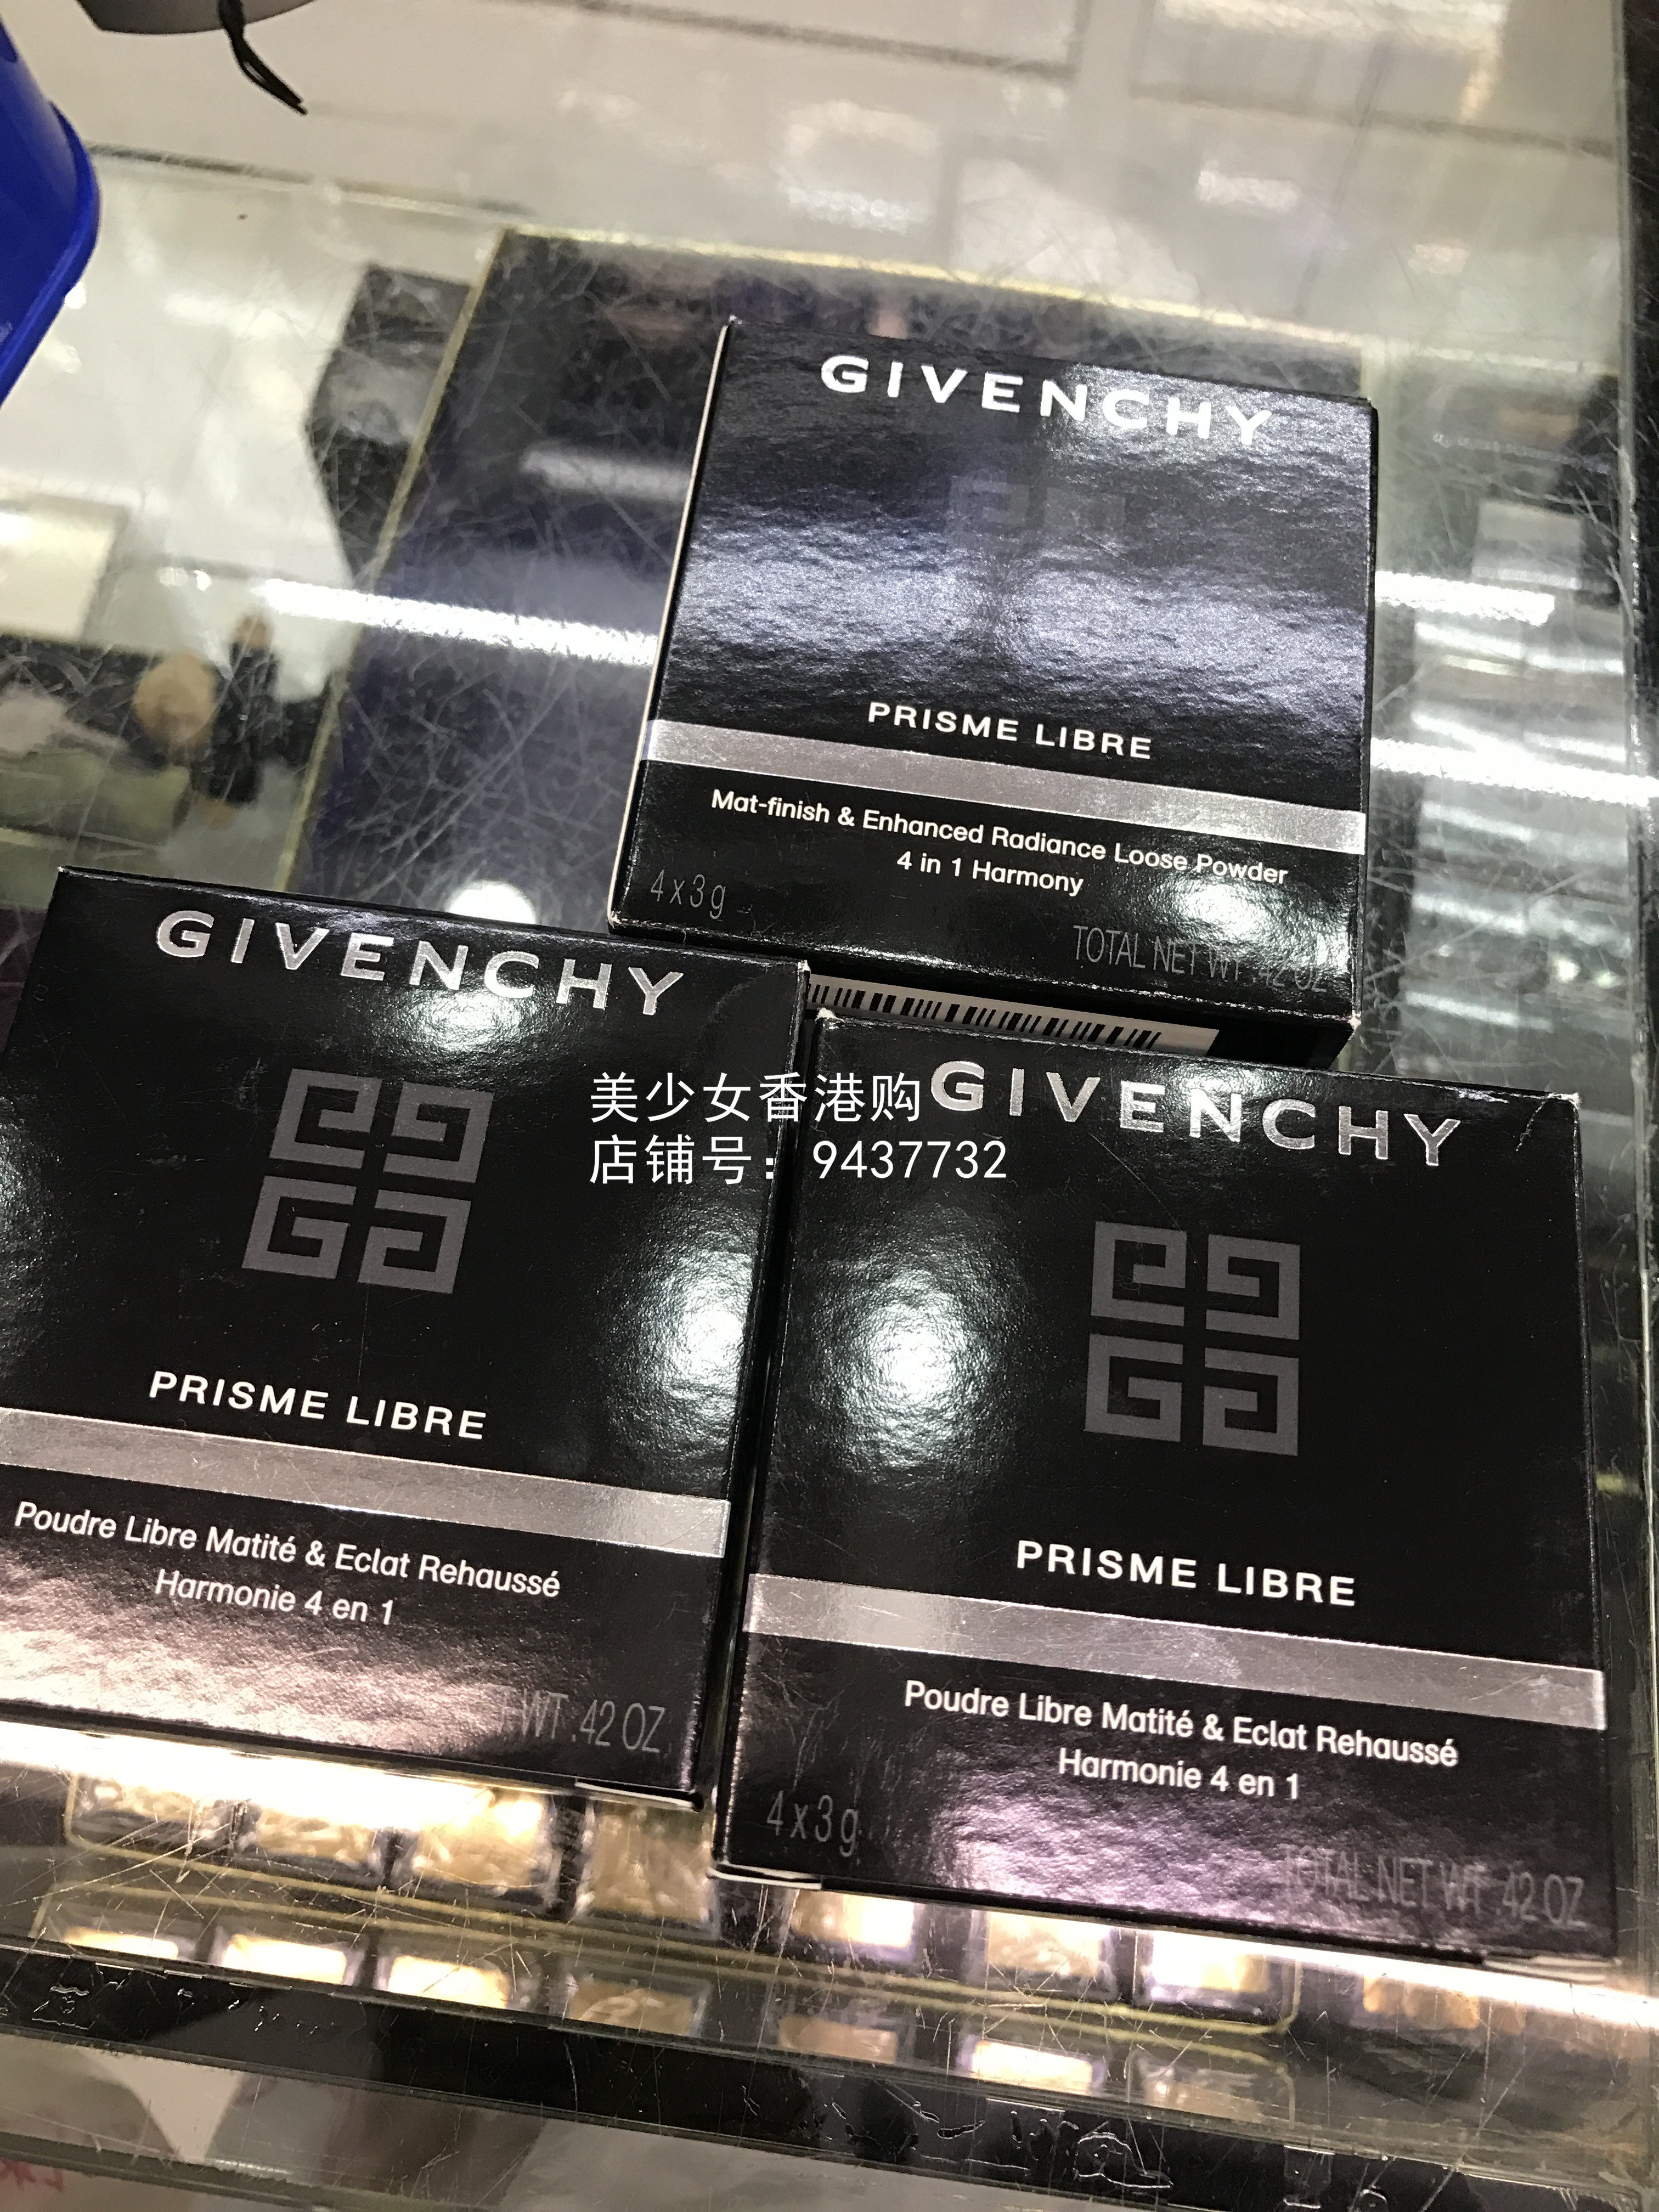 GIVENCHY
PRISME LIBRE
Mat-finish & Enhanced Radiance Loose Powder
4 in 1 Harmony
4x3g
TOTAL NET WT .42 OZ
GIVENCHY
PRISME LIBRE
Poudre Libre Matité & Eclat Rehaussé
Harmonie 4 en 1
WT .42 OZ
美少女香港购
店铺号：9437732
GIVENCHY
PRISME LIBRE
Poudre Libre Matité & Eclat Rehaussé
Harmonie 4 en 1
4x3g
TOTAL NET WT .42 OZ